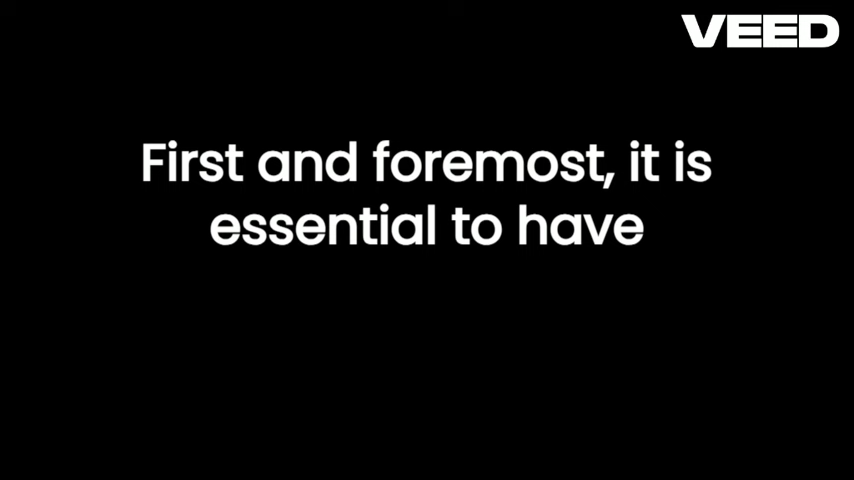 VEED
First and foremost, it is
essential to have